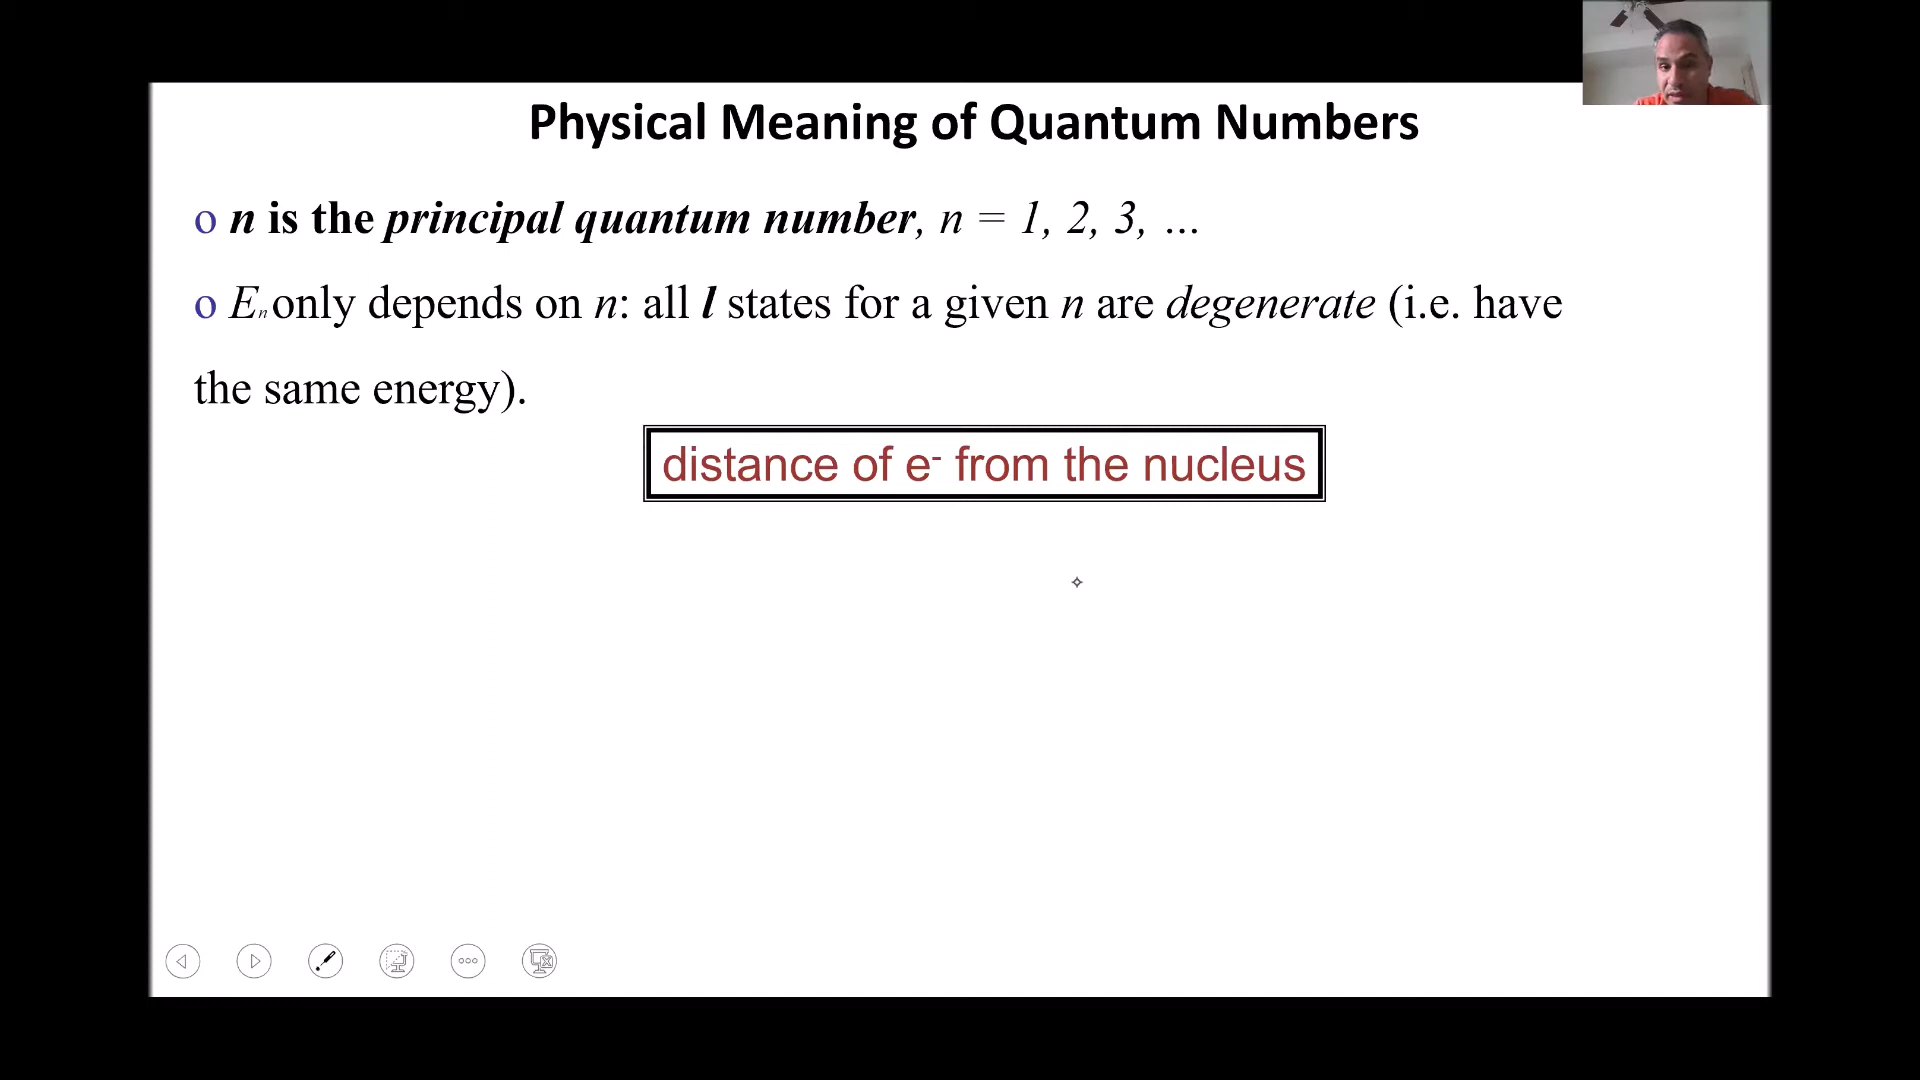 Physical Meaning of Quantum Numbers
o n is the principal quantum number, n = 1, 2, 3, …
o Eₙ only depends on n: all l states for a given n are degenerate (i.e. have
the same energy).
distance of e⁻ from the nucleus